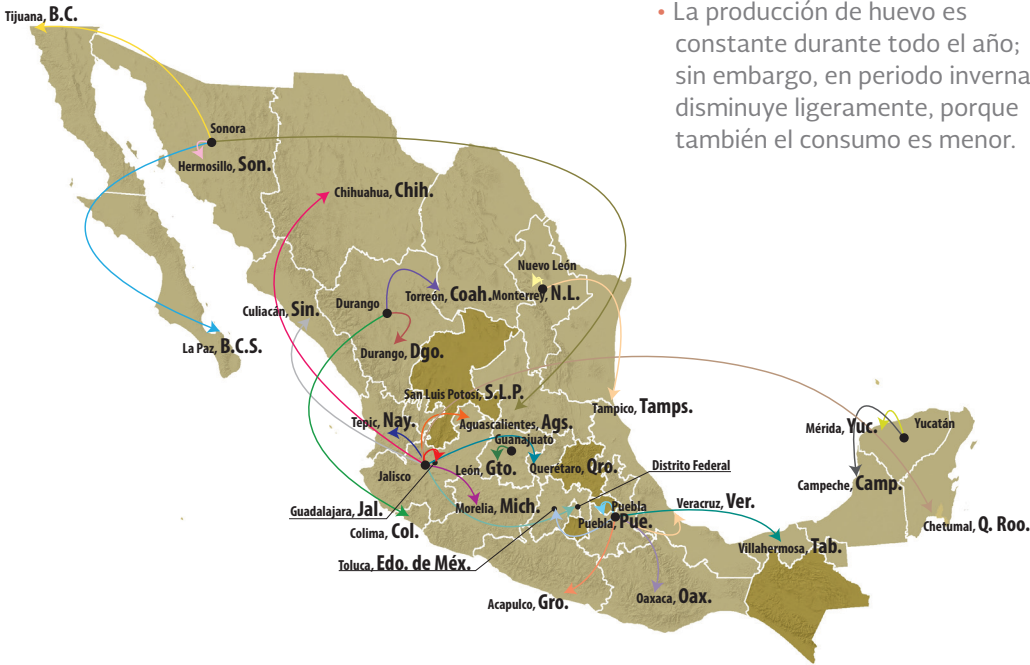 Tijuana, B.C.
• La producción de huevo es
constante durante todo el año;
sin embargo, en periodo inverna
disminuye ligeramente, porque
también el consumo es menor.
Sonora
Hermosillo, Son.
Chihuahua, Chih.
Nuevo León
Monterrey, N.L.
Torreón, Coah.
Durango
Culiacán, Sin.
La Paz, B.C.S.
Durango, Dgo.
San Luis Potosí, S.L.P.
Tampico, Tamps.
Tepic, Nay.
Aguascalientes, Ags.
Guanajuato
Mérida, Yuc.
Yucatán
Jalisco
León, Gto.
Querétaro, Qro.
Distrito Federal
Campeche, Camp.
Guadalajara, Jal.
Morelia, Mich.
Puebla
Puebla, Pue.
Veracruz, Ver.
Colima, Col.
Chetumal, Q. Roo.
Villahermosa, Tab.
Toluca, Edo. de Méx.
Acapulco, Gro.
Oaxaca, Oax.